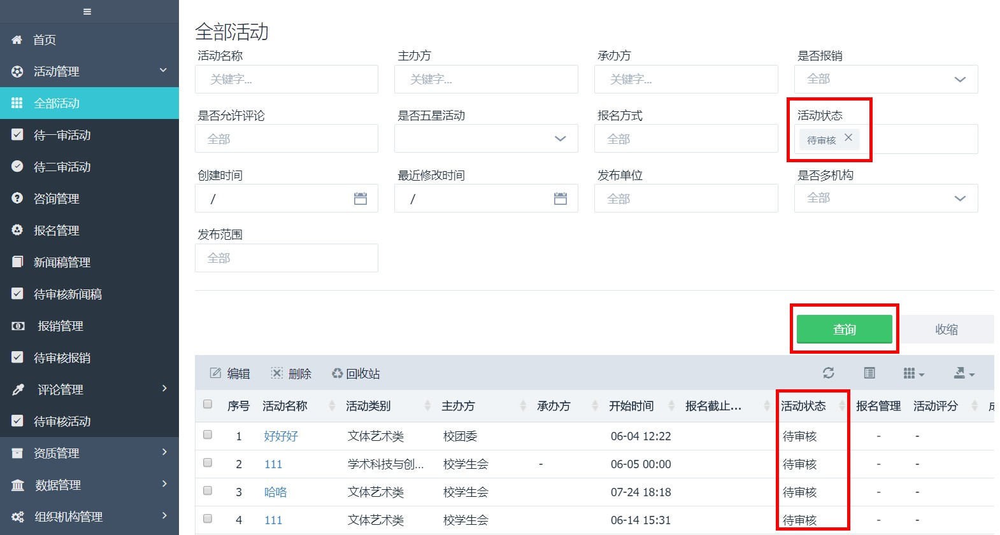 首页
活动管理
全部活动
待一审活动
待二审活动
咨询管理
报名管理
新闻稿管理
待审核新闻稿
报销管理
待审核报销
评论管理
待审核活动
资质管理
数据管理
组织机构管理
全部活动
活动名称 主办方 承办方 是否报销
关键字... 关键字... 关键字... 全部
是否允许评论 是否五星活动 报名方式 活动状态
全部 全部 待审核
创建时间 最近修改时间 发布单位 是否多机构
/ / 全部 全部
发布范围
全部
查询 收缩
编辑 删除 回收站
序号 活动名称 活动类别 主办方 承办方 开始时间 报名截止... 活动状态 报名管理 活动评分
1 好好好 文体艺术类 校团委 06-04 12:22 待审核 - -
2 111 学术科技与创... 校学生会 - 06-05 00:00 待审核 - -
3 哈咯 文体艺术类 校学生会 07-24 18:18 待审核 - -
4 111 文体艺术类 校学生会 06-14 15:31 待审核 - -